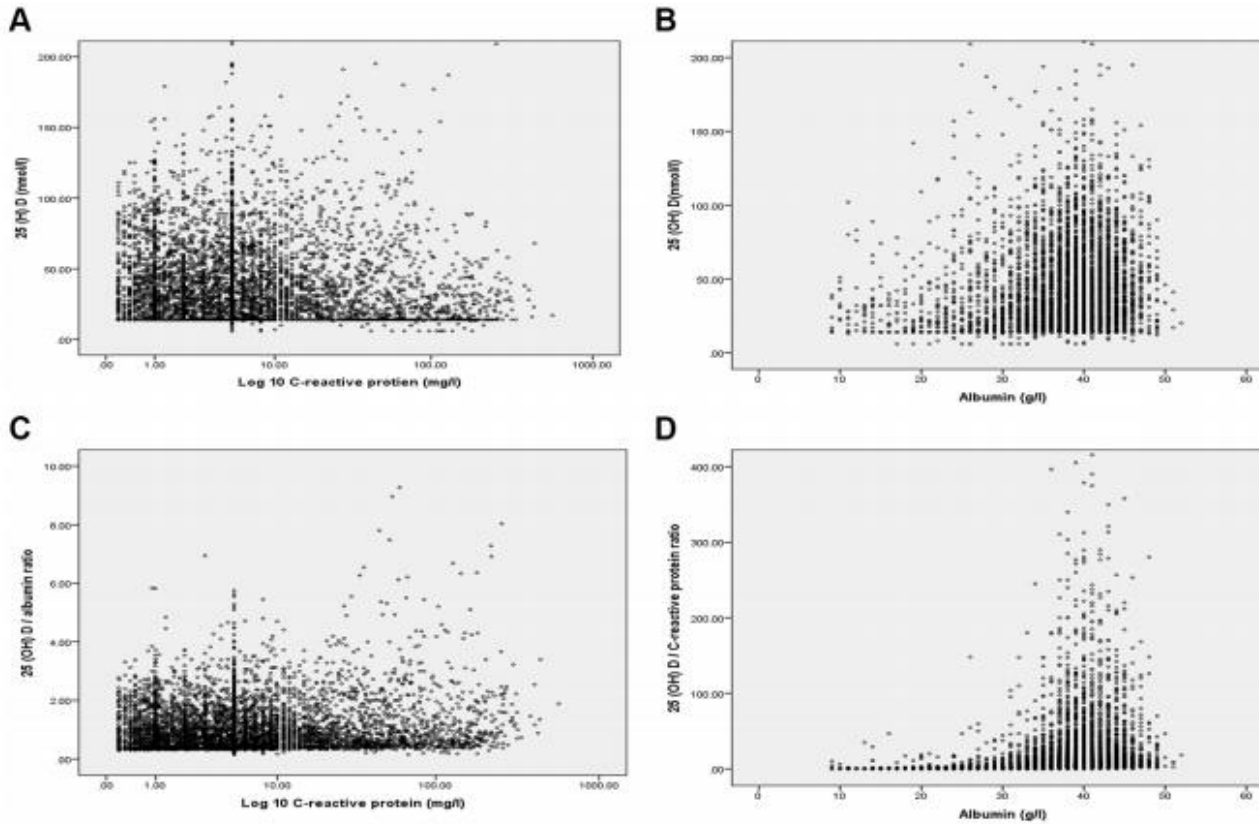 A
200.00
150.00
100.00
50.00
.00
25 (H) D (nmol/l)
.00 1.00 10.00 100.00 1000.00
Log 10 C-reactive protien (mg/l)
B
200.00
150.00
100.00
50.00
.00
25 (OH) D(nmol/l)
0 10 20 30 40 50 60
Albumin (g/l)
C
10.00
8.00
6.00
4.00
2.00
.00
25 (OH) D / albumin ratio
.00 1.00 10.00 100.00 1000.00
Log 10 C-reactive protein (mg/l)
D
400.00
300.00
200.00
100.00
.00
25 (OH) D / C-reactive protein ratio
0 10 20 30 40 50 60
Albumin (g/l)